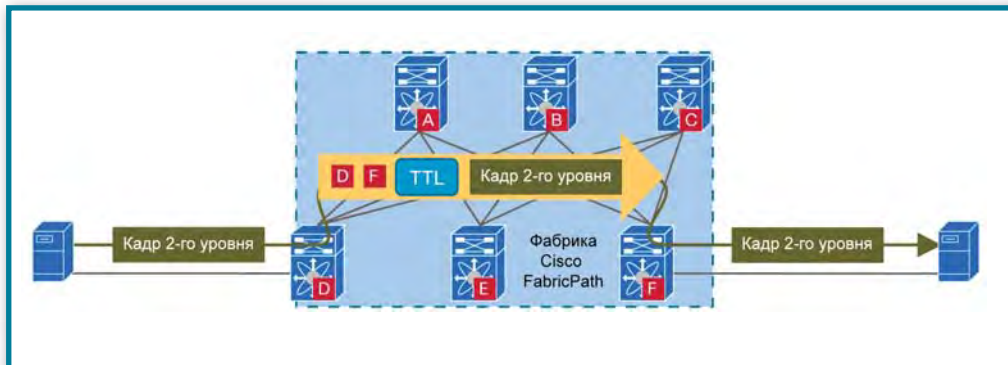 A
B
C
D F TTL Кадр 2-го уровня
Кадр 2-го уровня
D
E
Фабрика
Cisco
FabricPath
F
Кадр 2-го уровня